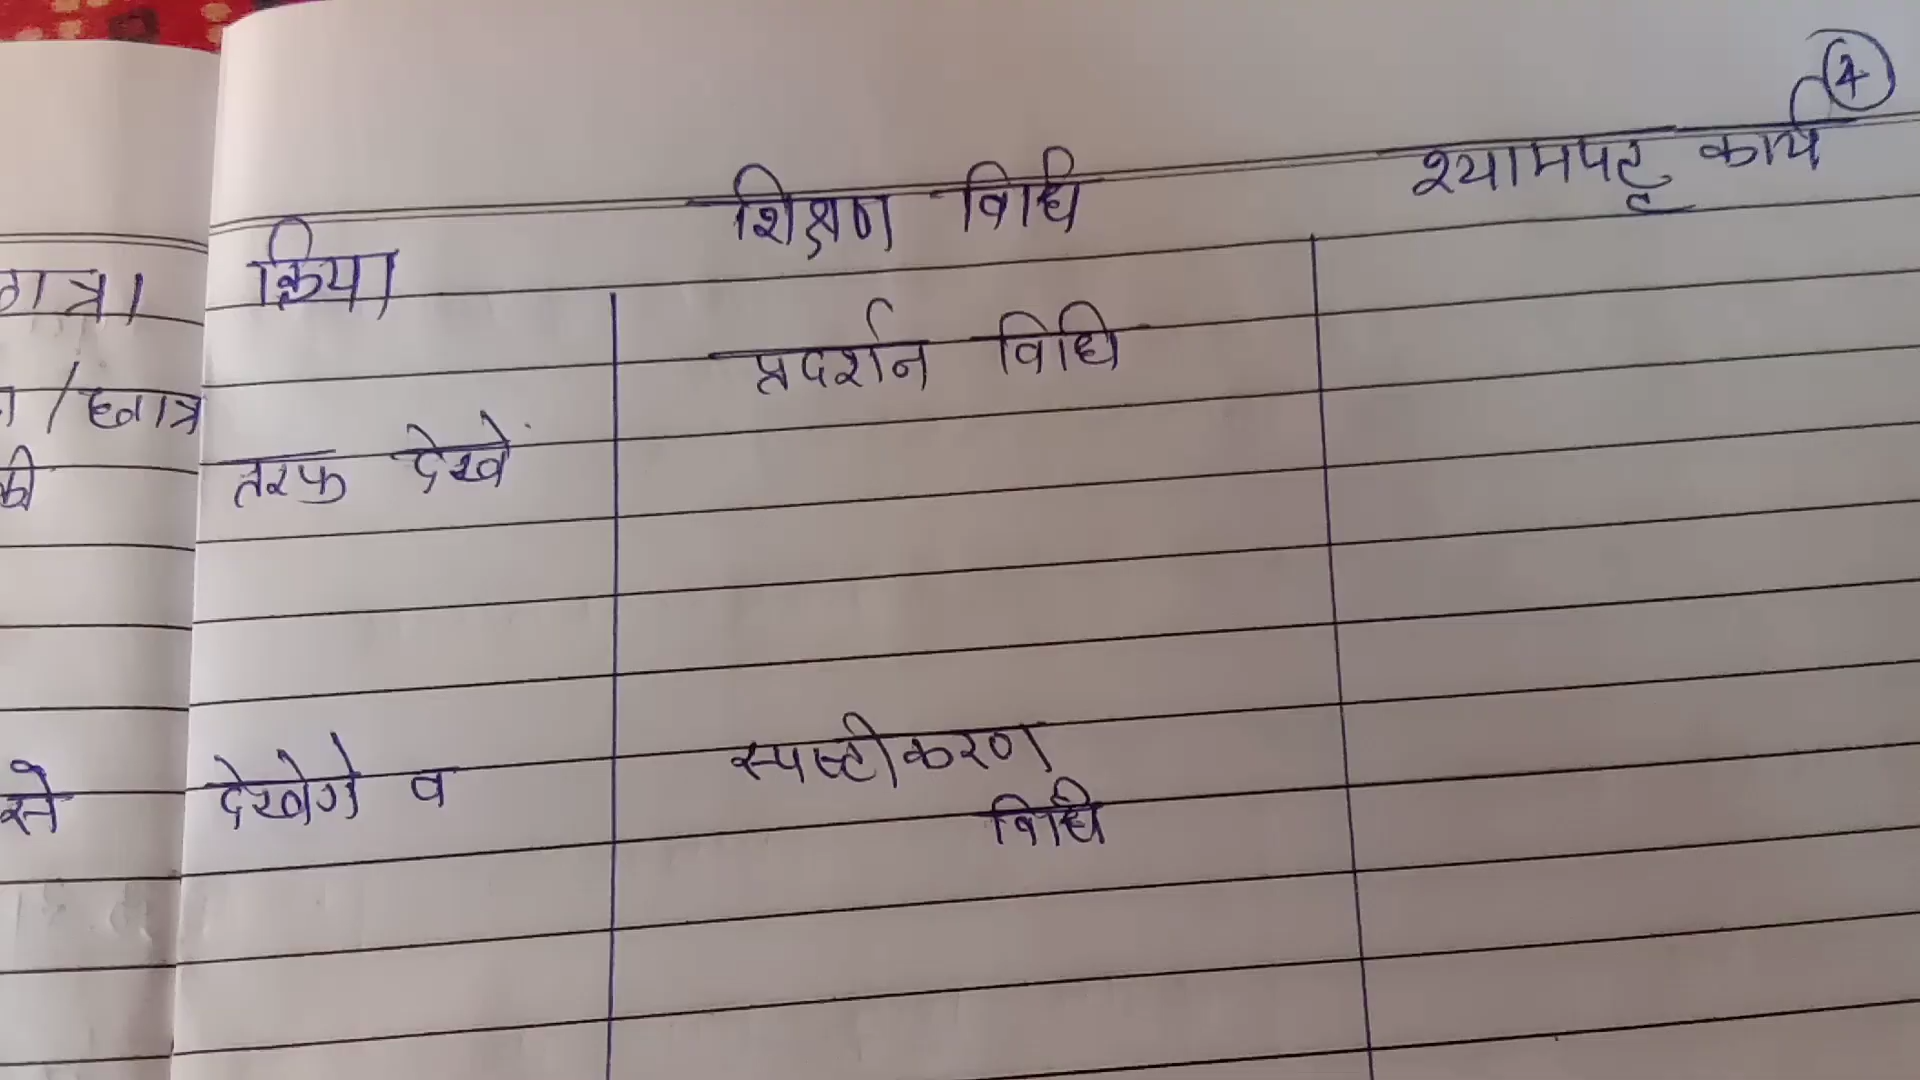 4
क्रिया शिक्षण विधि श्यामपट्ट कार्य
प्रदर्शन विधि
/छात्र तरफ देखें
की
देखेगे व स्पष्टीकरण
विधि